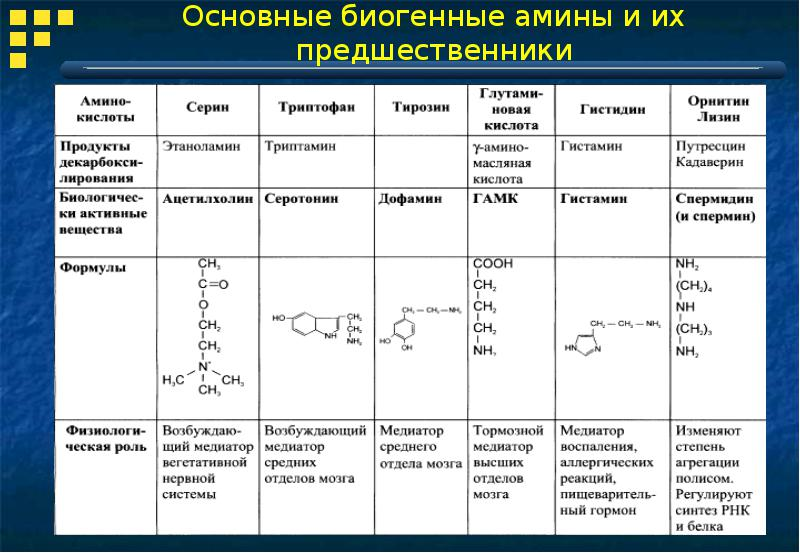 Основные биогенные амины и их
предшественники
Амино-
кислоты
Серин
Триптофан
Тирозин
Глутами-
новая
кислота
Гистидин
Орнитин
Лизин
Продукты
декарбокси-
лирования
Этаноламин
Триптамин
γ-амино-
масляная
кислота
Гистамин
Путресцин
Кадаверин
Биологичес-
ки активные
вещества
Ацетилхолин
Серотонин
Дофамин
ГАМК
Гистамин
Спермидин
(и спермин)
Формулы
CH3
C=O
O
CH2
CH2
N+
H3C
CH3
CH3
HO
CH2
CH2
NH2
NH
CH2 — CH2 — NH2
HO
OH
COOH
CH2
CH2
CH2
NH2
CH2 — CH2 — NH2
HN
N
NH2
(CH2)4
NH
(CH2)3
NH2
Физиологи-
ческая роль
Возбуждаю-
щий медиатор
вегетативной
нервной
системы
Возбуждающий
медиатор
средних
отделов мозга
Медиатор
среднего
отдела мозга
Тормозной
медиатор
высших
отделов
мозга
Медиатор
воспаления,
аллергических
реакций,
пищеваритель-
ный гормон
Изменяют
степень
агрегации
полисом.
Регулируют
синтез РНК
и белка